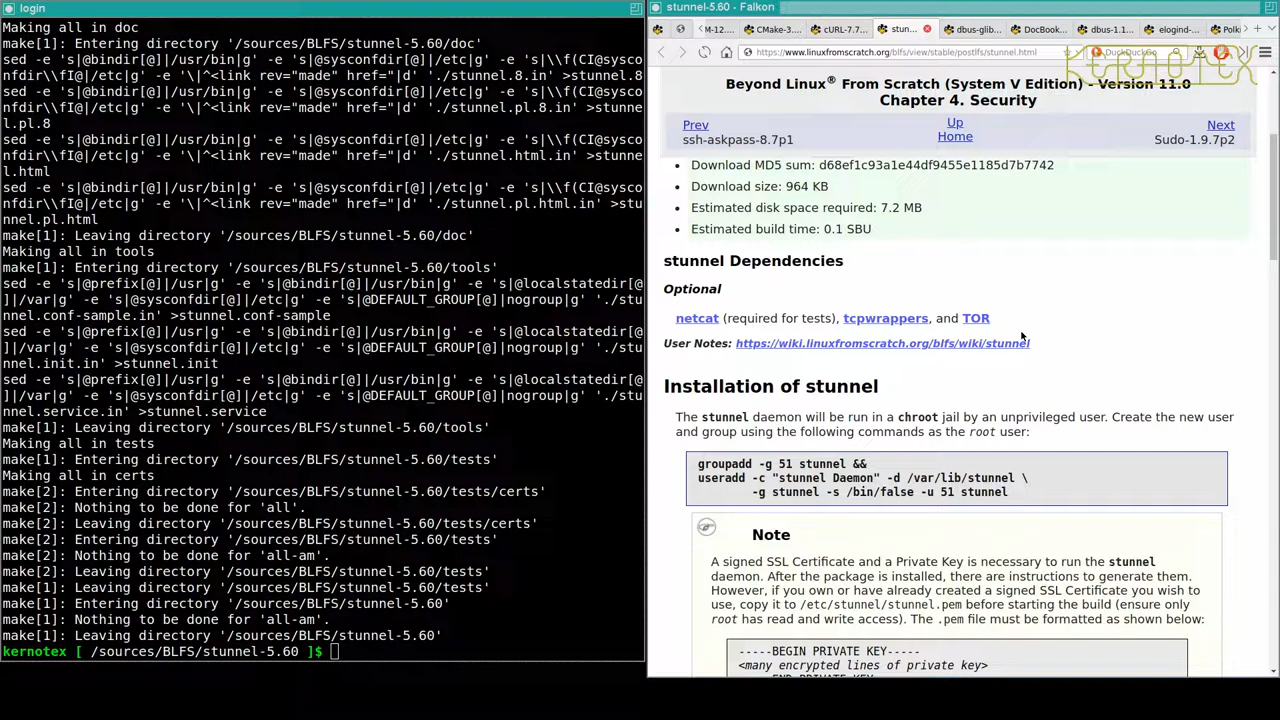 login
Making all in doc
make[1]: Entering directory '/sources/BLFS/stunnel-5.60/doc'
sed -e 's|@bindir[@]|/usr/bin|g' -e 's|@sysconfdir[@]|/etc|g' -e 's|\\f(CI@sysco
nfdir\\fI@|/etc|g' -e '\|^<link rev="made" href="|d' './stunnel.8.in' >stunnel.8
sed -e 's|@bindir[@]|/usr/bin|g' -e 's|@sysconfdir[@]|/etc|g' -e 's|\\f(CI@sysco
nfdir\\fI@|/etc|g' -e '\|^<link rev="made" href="|d' './stunnel.pl.8.in' >stunne
l.pl.8
sed -e 's|@bindir[@]|/usr/bin|g' -e 's|@sysconfdir[@]|/etc|g' -e 's|\\f(CI@sysco
nfdir\\fI@|/etc|g' -e '\|^<link rev="made" href="|d' './stunnel.html.in' >stunne
l.html
sed -e 's|@bindir[@]|/usr/bin|g' -e 's|@sysconfdir[@]|/etc|g' -e 's|\\f(CI@sysco
nfdir\\fI@|/etc|g' -e '\|^<link rev="made" href="|d' './stunnel.pl.html.in' >stu
nnel.pl.html
make[1]: Leaving directory '/sources/BLFS/stunnel-5.60/doc'
Making all in tools
make[1]: Entering directory '/sources/BLFS/stunnel-5.60/tools'
sed -e 's|@prefix[@]|/usr|g' -e 's|@bindir[@]|/usr/bin|g' -e 's|@localstatedir[@
]|/var|g' -e 's|@sysconfdir[@]|/etc|g' -e 's|@DEFAULT_GROUP[@]|nogroup|g' './stu
nnel.conf-sample.in' >stunnel.conf-sample
sed -e 's|@prefix[@]|/usr|g' -e 's|@bindir[@]|/usr/bin|g' -e 's|@localstatedir[@
]|/var|g' -e 's|@sysconfdir[@]|/etc|g' -e 's|@DEFAULT_GROUP[@]|nogroup|g' './stu
nnel.init.in' >stunnel.init
sed -e 's|@prefix[@]|/usr|g' -e 's|@bindir[@]|/usr/bin|g' -e 's|@localstatedir[@
]|/var|g' -e 's|@sysconfdir[@]|/etc|g' -e 's|@DEFAULT_GROUP[@]|nogroup|g' './stu
nnel.service.in' >stunnel.service
make[1]: Leaving directory '/sources/BLFS/stunnel-5.60/tools'
Making all in tests
make[1]: Entering directory '/sources/BLFS/stunnel-5.60/tests'
Making all in certs
make[2]: Entering directory '/sources/BLFS/stunnel-5.60/tests/certs'
make[2]: Nothing to be done for 'all'.
make[2]: Leaving directory '/sources/BLFS/stunnel-5.60/tests/certs'
make[2]: Entering directory '/sources/BLFS/stunnel-5.60/tests'
make[2]: Nothing to be done for 'all-am'.
make[2]: Leaving directory '/sources/BLFS/stunnel-5.60/tests'
make[1]: Leaving directory '/sources/BLFS/stunnel-5.60/tests'
make[1]: Entering directory '/sources/BLFS/stunnel-5.60'
make[1]: Nothing to be done for 'all-am'.
make[1]: Leaving directory '/sources/BLFS/stunnel-5.60'
kernotex [ /sources/BLFS/stunnel-5.60 ]$
stunnel-5.60 - Falkon
M-12.... CMake-3.... cURL-7.7... stun... dbus-glib... DocBook... dbus-1.1... elogind-... Polk
https://www.linuxfromscratch.org/blfs/view/stable/postlfs/stunnel.html DuckDuckGo
KERNOTEX
Beyond Linux® From Scratch (System V Edition) - Version 11.0
Chapter 4. Security
Prev Up Next
ssh-askpass-8.7p1 Home Sudo-1.9.7p2
• Download MD5 sum: d68ef1c93a1e44df9455e1185d7b7742
• Download size: 964 KB
• Estimated disk space required: 7.2 MB
• Estimated build time: 0.1 SBU
stunnel Dependencies
Optional
netcat (required for tests), tcpwrappers, and TOR
User Notes: https://wiki.linuxfromscratch.org/blfs/wiki/stunnel
Installation of stunnel
The stunnel daemon will be run in a chroot jail by an unprivileged user. Create the new user
and group using the following commands as the root user:
groupadd -g 51 stunnel &&
useradd -c "stunnel Daemon" -d /var/lib/stunnel \
-g stunnel -s /bin/false -u 51 stunnel
Note
A signed SSL Certificate and a Private Key is necessary to run the stunnel
daemon. After the package is installed, there are instructions to generate them.
However, if you own or have already created a signed SSL Certificate you wish to
use, copy it to /etc/stunnel/stunnel.pem before starting the build (ensure only
root has read and write access). The .pem file must be formatted as shown below:
-----BEGIN PRIVATE KEY-----
<many encrypted lines of private key>